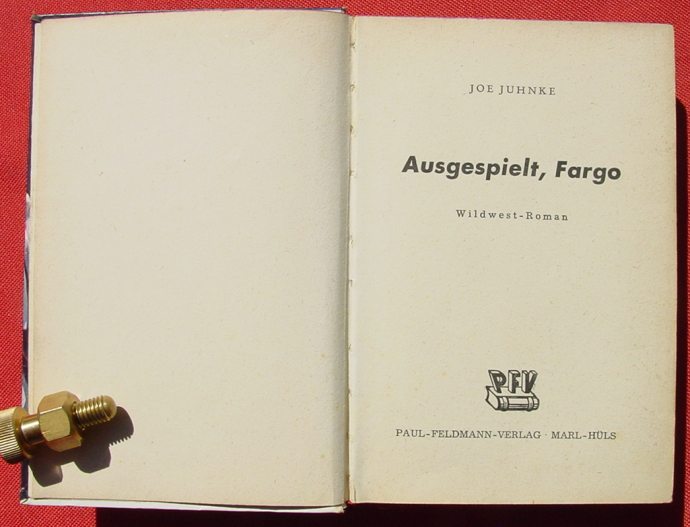 JOE JUHNKE
Ausgespielt, Fargo
Wildwest-Roman
PFV
PAUL-FELDMANN-VERLAG · MARL-HÜLS